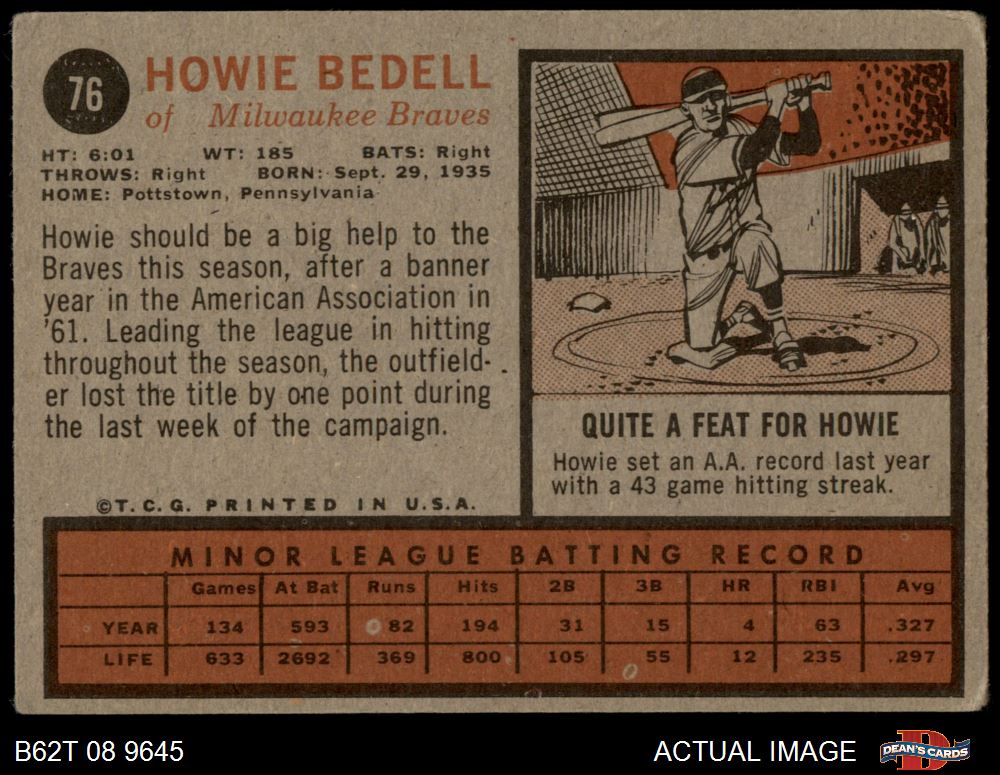 76
HOWIE BEDELL
of Milwaukee Braves
HT: 6:01 WT: 185 BATS: Right
THROWS: Right BORN: Sept. 29, 1935
HOME: Pottstown, Pennsylvania
Howie should be a big help to the
Braves this season, after a banner
year in the American Association in
'61. Leading the league in hitting
throughout the season, the outfield-
er lost the title by one point during
the last week of the campaign.
©T.C.G. PRINTED IN U.S.A.
QUITE A FEAT FOR HOWIE
Howie set an A.A. record last year
with a 43 game hitting streak.
MINOR LEAGUE BATTING RECORD
Games At Bat Runs Hits 2B 3B HR RBI Avg
YEAR 134 593 82 194 31 15 4 63 .327
LIFE 633 2692 369 800 105 55 12 235 .297
B62T 08 9645 ACTUAL IMAGE DEAN'S CARDS